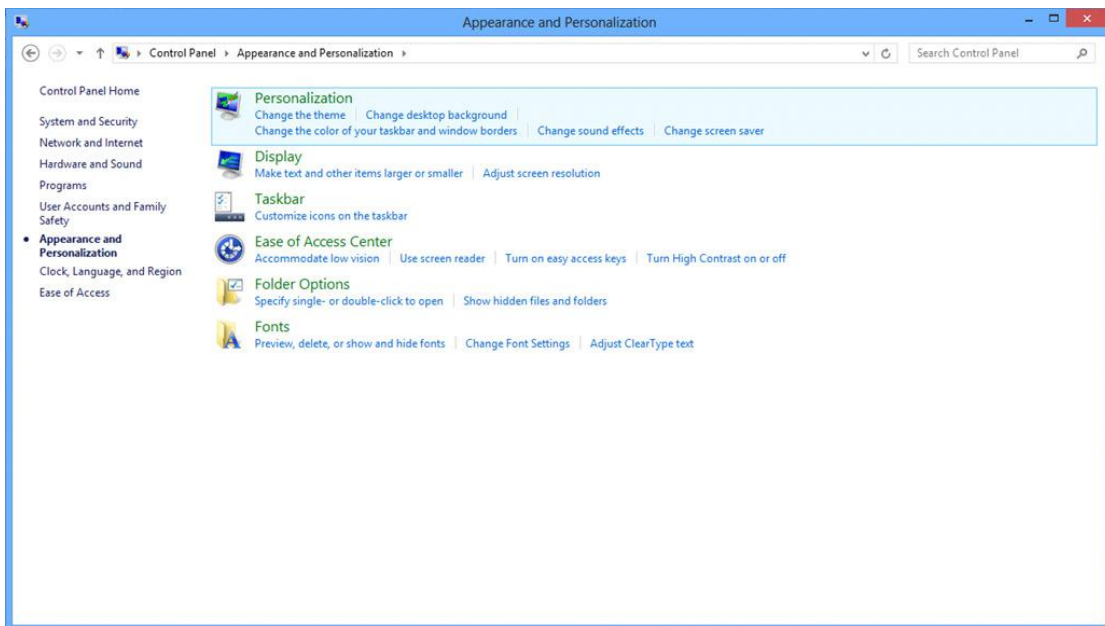 Appearance and Personalization
Control Panel Appearance and Personalization
Search Control Panel
Control Panel Home
System and Security
Network and Internet
Hardware and Sound
Programs
User Accounts and Family
Safety
Appearance and
Personalization
Clock, Language, and Region
Ease of Access
Personalization
Change the theme Change desktop background
Change the color of your taskbar and window borders Change sound effects Change screen saver
Display
Make text and other items larger or smaller Adjust screen resolution
Taskbar
Customize icons on the taskbar
Ease of Access Center
Accommodate low vision Use screen reader Turn on easy access keys Turn High Contrast on or off
Folder Options
Specify single- or double-click to open Show hidden files and folders
Fonts
Preview, delete, or show and hide fonts Change Font Settings Adjust ClearType text